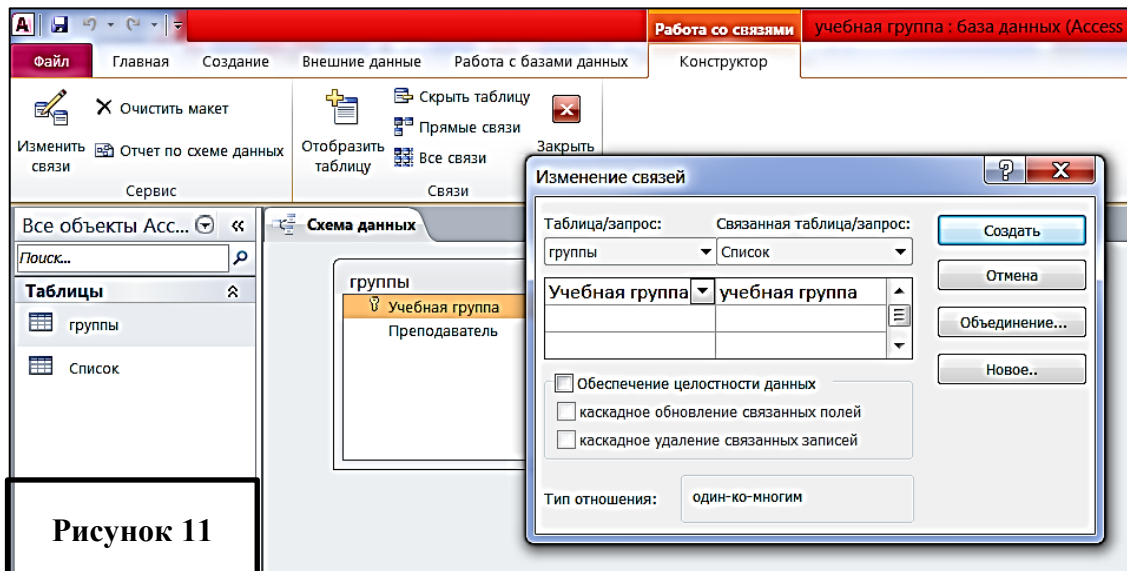 Работа со связями
учебная группа : база данных (Access
Файл Главная Создание Внешние данные Работа с базами данных Конструктор
Изменить связи
Очистить макет
Отчет по схеме данных
Сервис
Отобразить таблицу
Скрыть таблицу
Прямые связи
Все связи
Закрыть
Связи
Все объекты Acc...
Поиск...
Таблицы
группы
Список
Схема данных
группы
Учебная группа
Преподаватель
Изменение связей
Таблица/запрос: Связанная таблица/запрос:
группы Список
Учебная группа учебная группа
Обеспечение целостности данных
каскадное обновление связанных полей
каскадное удаление связанных записей
Тип отношения: один-ко-многим
Создать
Отмена
Объединение...
Новое..
Рисунок 11